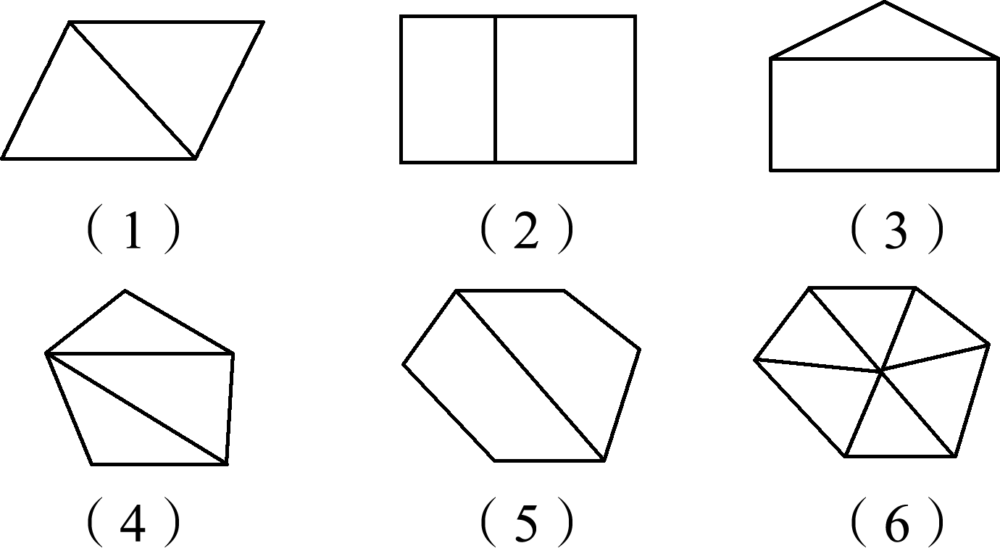 （1） （2） （3）
（4） （5） （6）